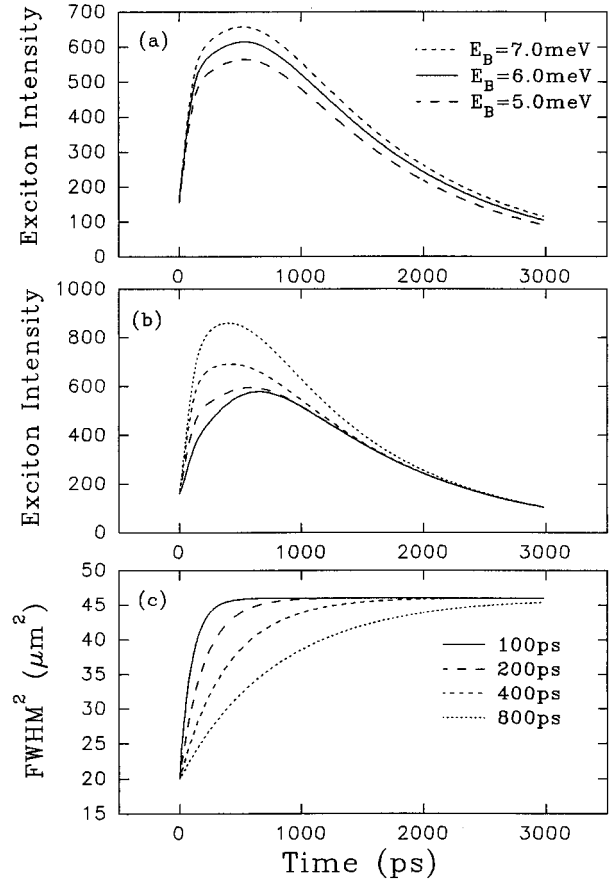 Exciton Intensity
700
600
500
400
300
200
100
0
(a)
E_B=7.0meV
E_B=6.0meV
E_B=5.0meV
0
1000
2000
3000
Exciton Intensity
1000
800
600
400
200
0
(b)
0
1000
2000
3000
FWHM² (μm²)
50
45
40
35
30
25
20
15
(c)
100ps
200ps
400ps
800ps
0
1000
2000
3000
Time (ps)